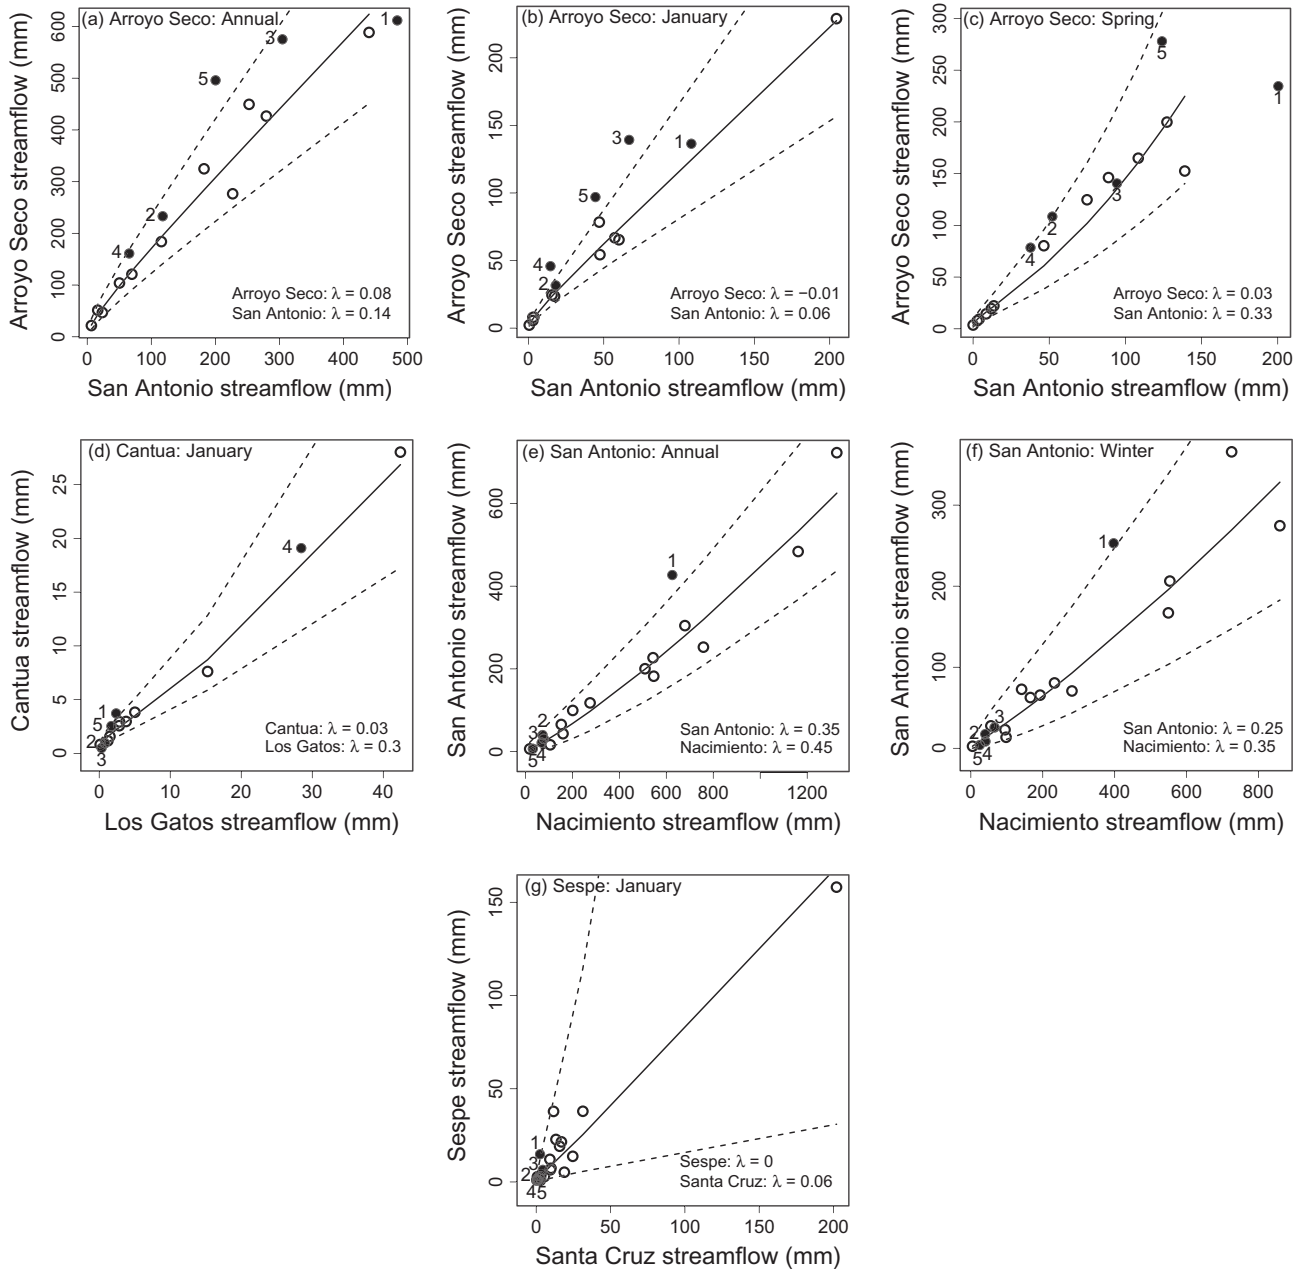 (a) Arroyo Seco: Annual
Arroyo Seco streamflow (mm)
0 100 200 300 400 500 600
1
3
5
2
4
Arroyo Seco: λ = 0.08
San Antonio: λ = 0.14
0 100 200 300 400 500
San Antonio streamflow (mm)
(b) Arroyo Seco: January
Arroyo Seco streamflow (mm)
0 50 100 150 200
3
1
5
4
2
Arroyo Seco: λ = −0.01
San Antonio: λ = 0.06
0 50 100 150 200
San Antonio streamflow (mm)
(c) Arroyo Seco: Spring
Arroyo Seco streamflow (mm)
0 50 100 150 200 250 300
5
1
3
2
4
Arroyo Seco: λ = 0.03
San Antonio: λ = 0.33
0 50 100 150 200
San Antonio streamflow (mm)
(d) Cantua: January
Cantua streamflow (mm)
0 5 10 15 20 25
4
1
5
2
3
Cantua: λ = 0.03
Los Gatos: λ = 0.3
0 10 20 30 40
Los Gatos streamflow (mm)
(e) San Antonio: Annual
San Antonio streamflow (mm)
0 200 400 600
1
2
3
5
4
San Antonio: λ = 0.35
Nacimiento: λ = 0.45
0 200 400 600 800 1200
Nacimiento streamflow (mm)
(f) San Antonio: Winter
San Antonio streamflow (mm)
0 100 200 300
1
3
2
4
5
San Antonio: λ = 0.25
Nacimiento: λ = 0.35
0 200 400 600 800
Nacimiento streamflow (mm)
(g) Sespe: January
Sespe streamflow (mm)
0 50 100 150
1
3
2
45
Sespe: λ = 0
Santa Cruz: λ = 0.06
0 50 100 150 200
Santa Cruz streamflow (mm)